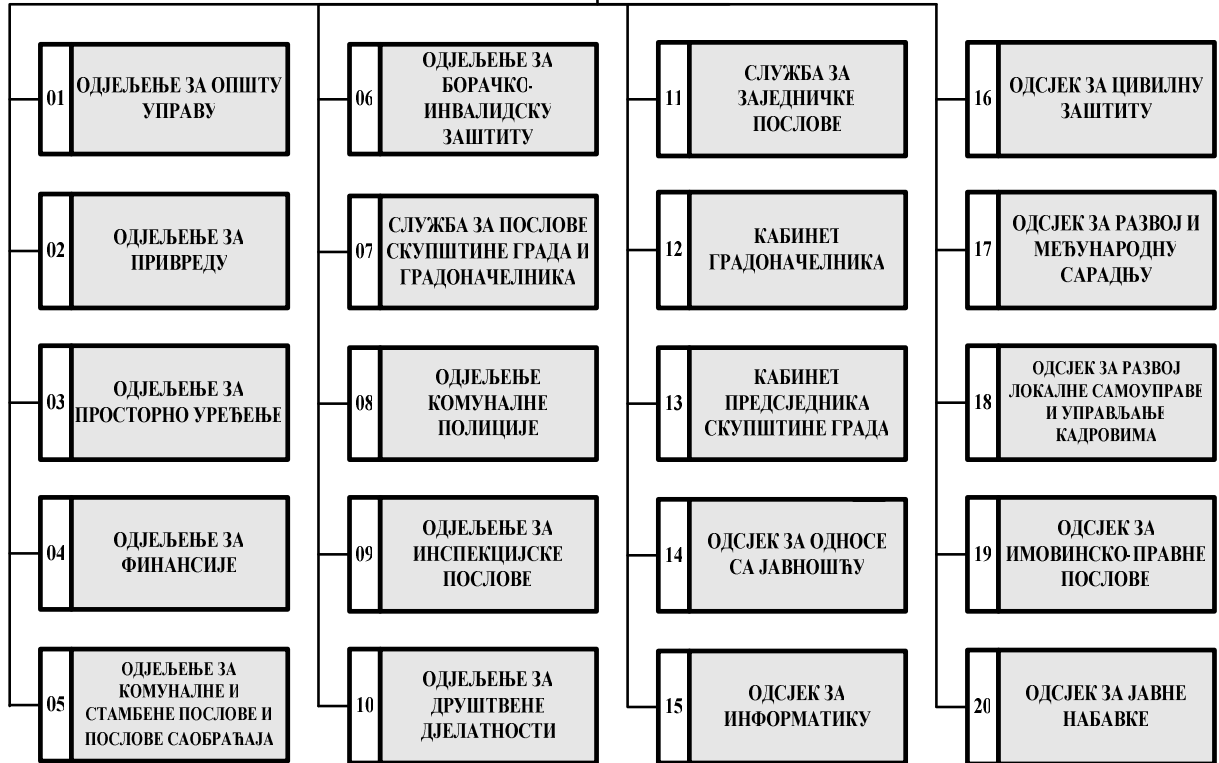 01
ОДЈЕЉЕЊЕ ЗА ОПШТУ
УПРАВУ
02
ОДЈЕЉЕЊЕ ЗА
ПРИВРЕДУ
03
ОДЈЕЉЕЊЕ ЗА
ПРОСТОРНО УРЕЂЕЊЕ
04
ОДЈЕЉЕЊЕ ЗА
ФИНАНСИЈЕ
05
ОДЈЕЉЕЊЕ ЗА
КОМУНАЛНЕ И
СТАМБЕНЕ ПОСЛОВЕ И
ПОСЛОВЕ САОБРАЋАЈА
06
ОДЈЕЉЕЊЕ ЗА
БОРАЧКО-
ИНВАЛИДСКУ
ЗАШТИТУ
07
СЛУЖБА ЗА ПОСЛОВЕ
СКУПШТИНЕ ГРАДА И
ГРАДОНАЧЕЛНИКА
08
ОДЈЕЉЕЊЕ
КОМУНАЛНЕ
ПОЛИЦИЈЕ
09
ОДЈЕЉЕЊЕ ЗА
ИНСПЕКЦИЈСКЕ
ПОСЛОВЕ
10
ОДЈЕЉЕЊЕ ЗА
ДРУШТВЕНЕ
ДЈЕЛАТНОСТИ
11
СЛУЖБА ЗА
ЗАЈЕДНИЧКЕ
ПОСЛОВЕ
12
КАБИНЕТ
ГРАДОНАЧЕЛНИКА
13
КАБИНЕТ
ПРЕДСЈЕДНИКА
СКУПШТИНЕ ГРАДА
14
ОДСЈЕК ЗА ОДНОСЕ
СА ЈАВНОШЋУ
15
ОДСЈЕК ЗА
ИНФОРМАТИКУ
16
ОДСЈЕК ЗА ЦИВИЛНУ
ЗАШТИТУ
17
ОДСЈЕК ЗА РАЗВОЈ И
МЕЂУНАРОДНУ
САРАДЊУ
18
ОДСЈЕК ЗА РАЗВОЈ
ЛОКАЛНЕ САМОУПРАВЕ
И УПРАВЉАЊЕ
КАДРОВИМА
19
ОДСЈЕК ЗА
ИМОВИНСКО-ПРАВНЕ
ПОСЛОВЕ
20
ОДСЈЕК ЗА ЈАВНЕ
НАБАВКЕ